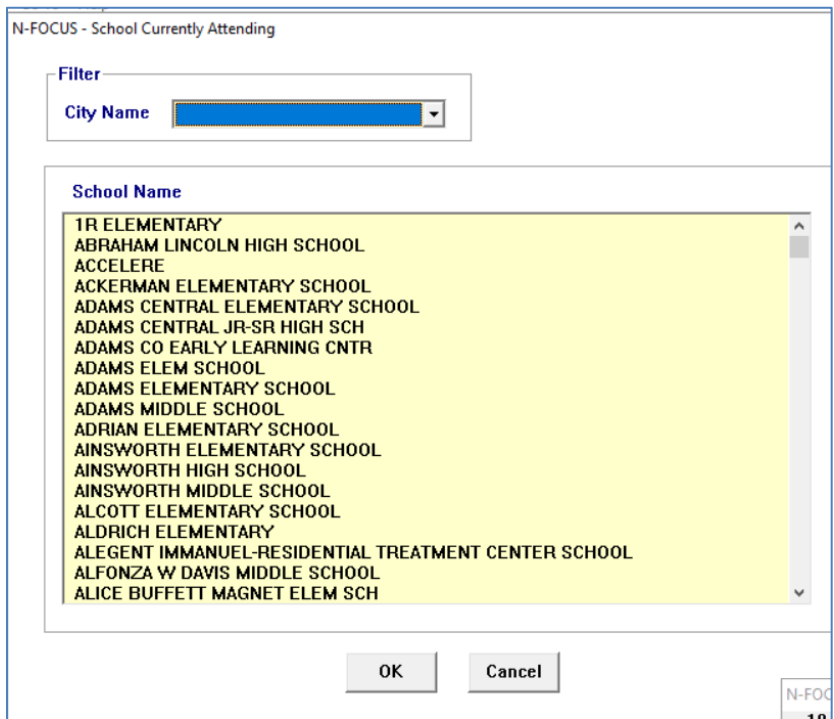 N-FOCUS - School Currently Attending
Filter
City Name
School Name
1R ELEMENTARY
ABRAHAM LINCOLN HIGH SCHOOL
ACCELERE
ACKERMAN ELEMENTARY SCHOOL
ADAMS CENTRAL ELEMENTARY SCHOOL
ADAMS CENTRAL JR-SR HIGH SCH
ADAMS CO EARLY LEARNING CNTR
ADAMS ELEM SCHOOL
ADAMS ELEMENTARY SCHOOL
ADAMS MIDDLE SCHOOL
ADRIAN ELEMENTARY SCHOOL
AINSWORTH ELEMENTARY SCHOOL
AINSWORTH HIGH SCHOOL
AINSWORTH MIDDLE SCHOOL
ALCOTT ELEMENTARY SCHOOL
ALDRICH ELEMENTARY
ALEGENT IMMANUEL-RESIDENTIAL TREATMENT CENTER SCHOOL
ALFONZA W DAVIS MIDDLE SCHOOL
ALICE BUFFETT MAGNET ELEM SCH
OK Cancel
N-FOC